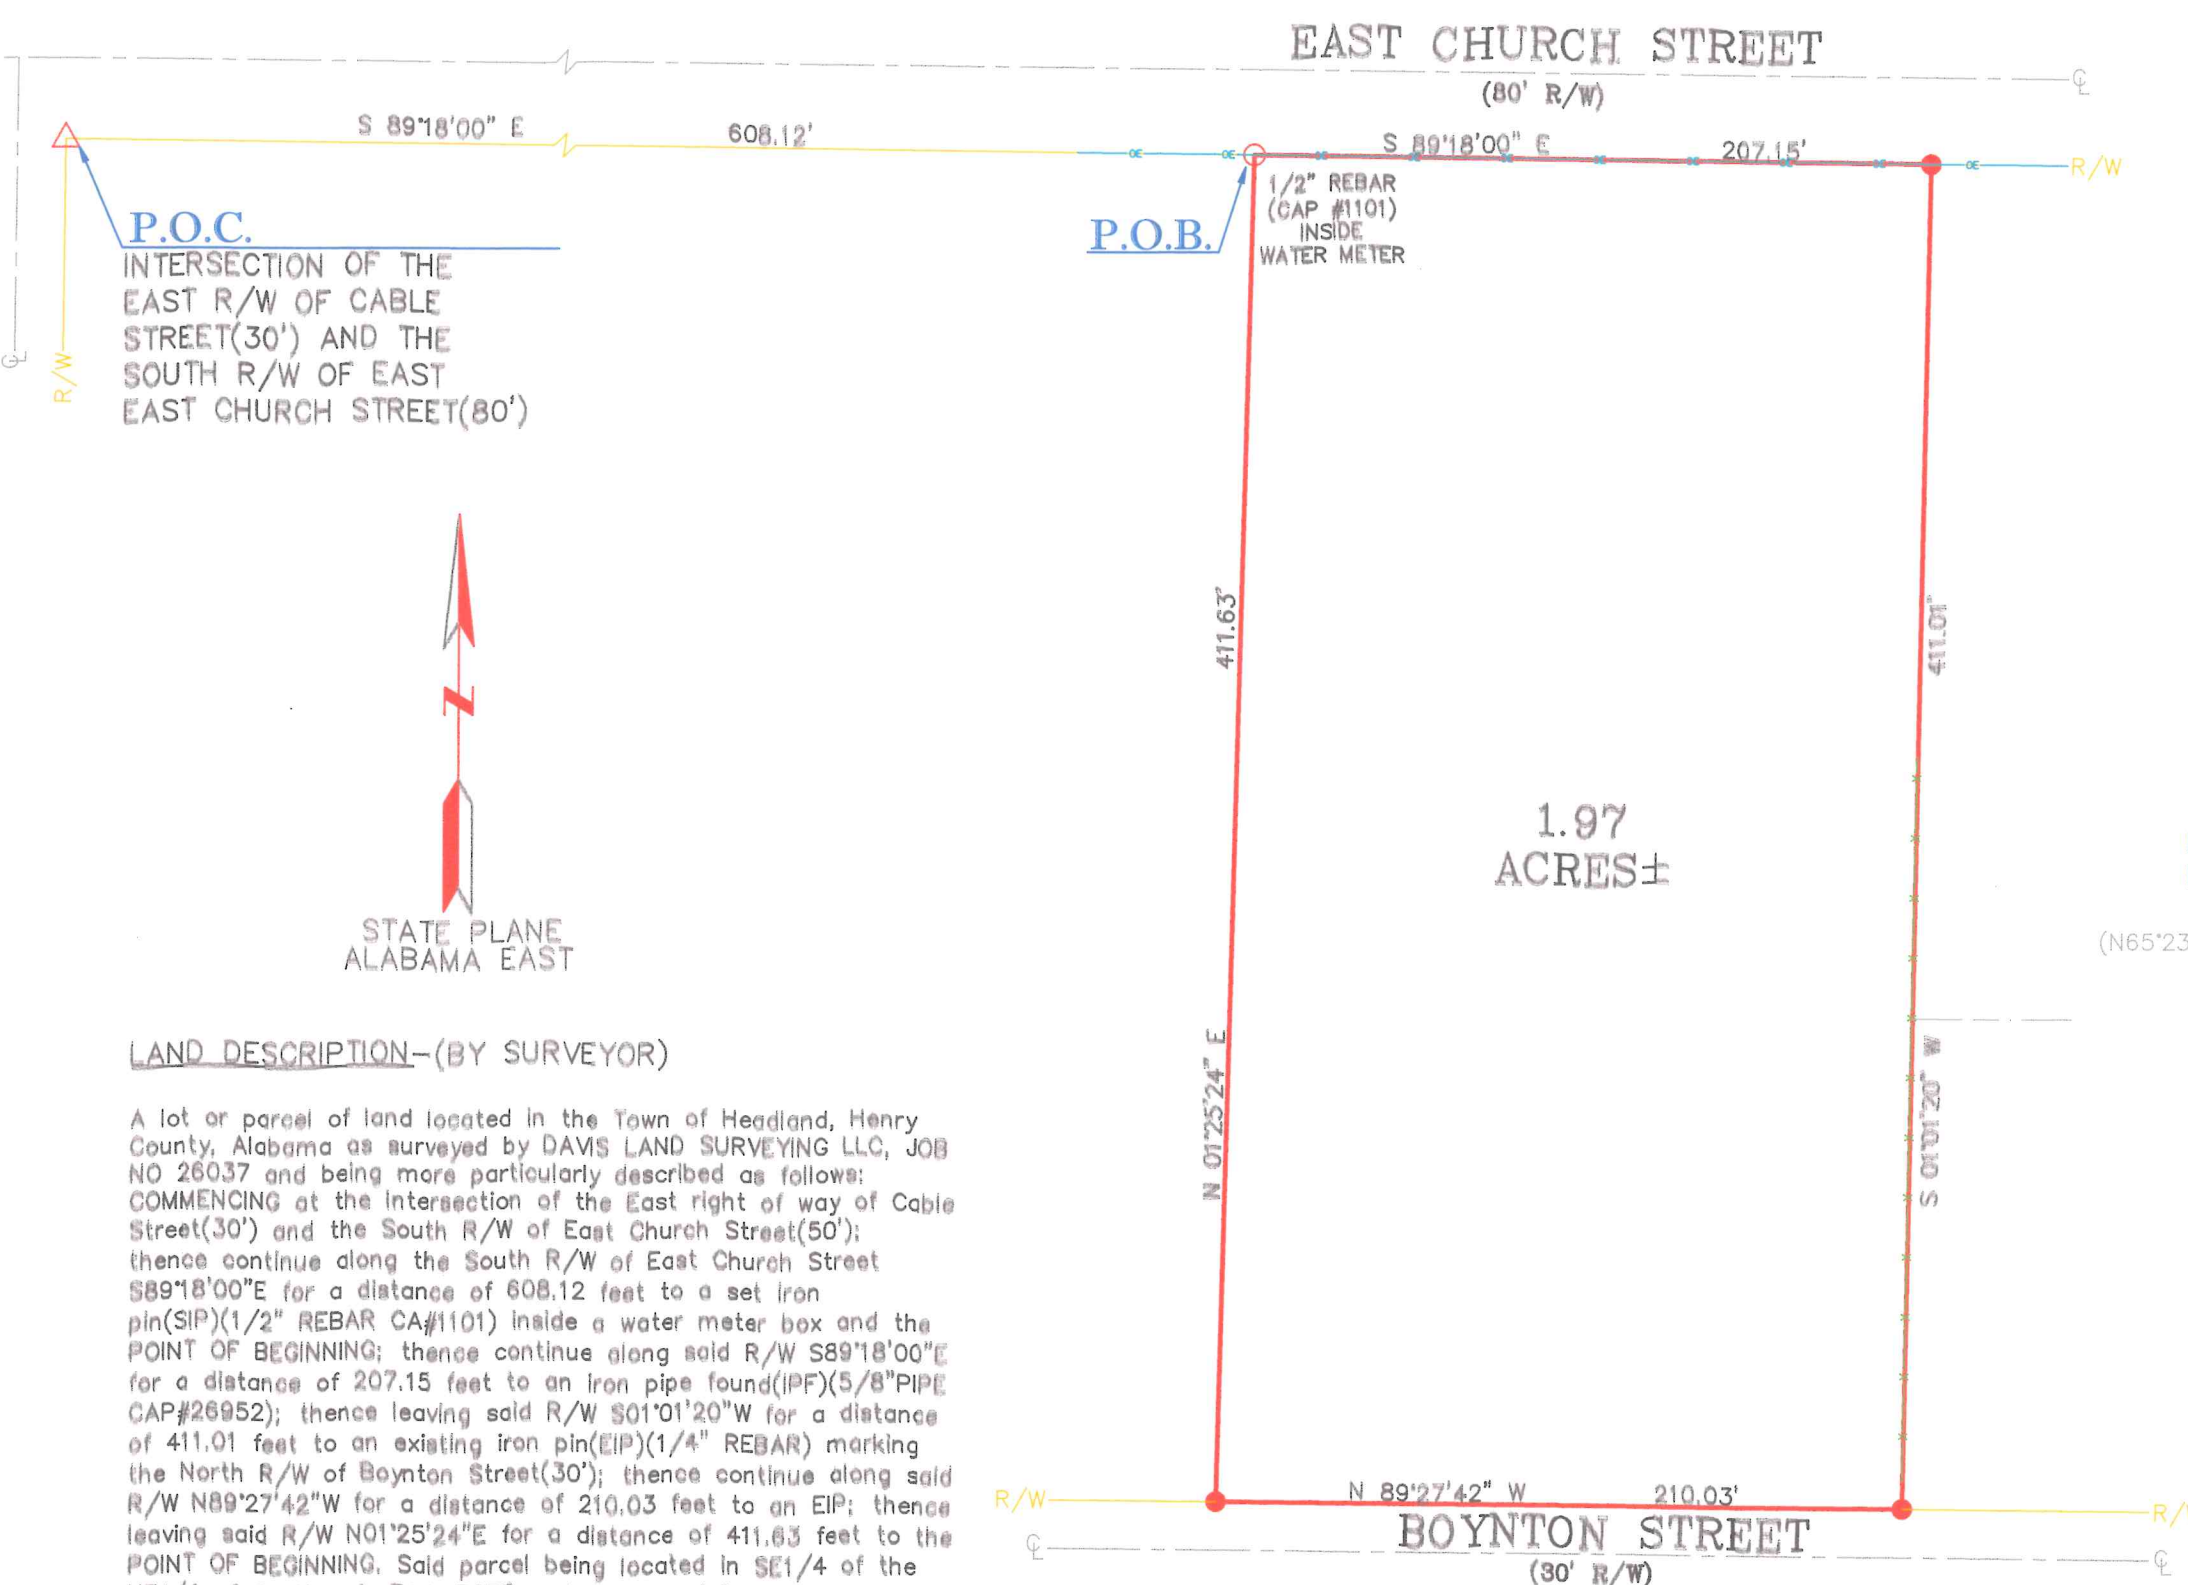 EAST CHURCH STREET
(80' R/W)
℄
S 89°18'00" E
608.12'
OE
OE
S 89°18'00" E
207.15'
OE
R/W
P.O.C.
INTERSECTION OF THE
EAST R/W OF CABLE
STREET(30') AND THE
SOUTH R/W OF EAST
EAST CHURCH STREET(80')
R/W
℄
P.O.B.
1/2" REBAR
(CAP #1101)
INSIDE
WATER METER
411.63'
411.01'
N
STATE PLANE
ALABAMA EAST
1.97
ACRES±
(N65°23
N 01°25'24" E
S 01°01'20" W
LAND DESCRIPTION-(BY SURVEYOR)
A lot or parcel of land located in the Town of Headland, Henry
County, Alabama as surveyed by DAVIS LAND SURVEYING LLC, JOB
NO 26037 and being more particularly described as follows:
COMMENCING at the intersection of the East right of way of Cable
Street(30') and the South R/W of East Church Street(50');
thence continue along the South R/W of East Church Street
S89°18'00"E for a distance of 608.12 feet to a set iron
pin(SIP)(1/2" REBAR CA#1101) inside a water meter box and the
POINT OF BEGINNING; thence continue along said R/W S89°18'00"E
for a distance of 207.15 feet to an iron pipe found(IPF)(5/8"PIPE
CAP#26952); thence leaving said R/W S01°01'20"W for a distance
of 411.01 feet to an existing iron pin(EIP)(1/4" REBAR) marking
the North R/W of Boynton Street(30'); thence continue along said
R/W N89°27'42"W for a distance of 210.03 feet to an EIP; thence
leaving said R/W N01°25'24"E for a distance of 411.63 feet to the
POINT OF BEGINNING. Said parcel being located in SE1/4 of the
R/W
N 89°27'42" W
210.03'
R/
BOYNTON STREET
(30' R/W)
℄
℄